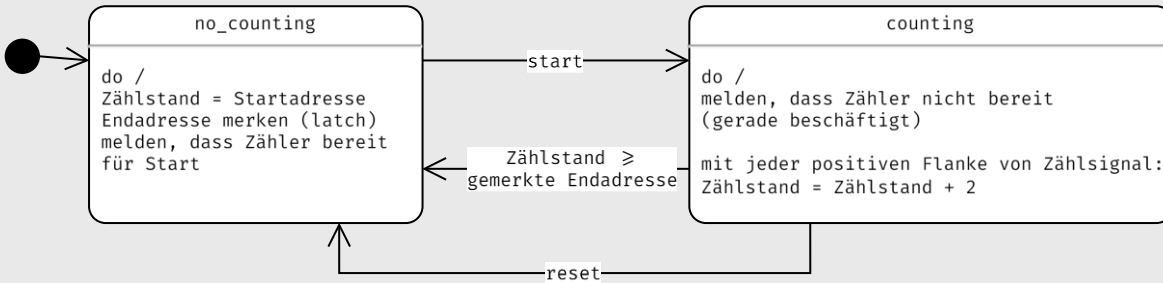 no_counting
do /
Zählstand = Startadresse
Endadresse merken (latch)
melden, dass Zähler bereit
für Start
start
Zählstand ⩾
gemerkte Endadresse
reset
counting
do /
melden, dass Zähler nicht bereit
(gerade beschäftigt)
mit jeder positiven Flanke von Zählsignal:
Zählstand = Zählstand + 2